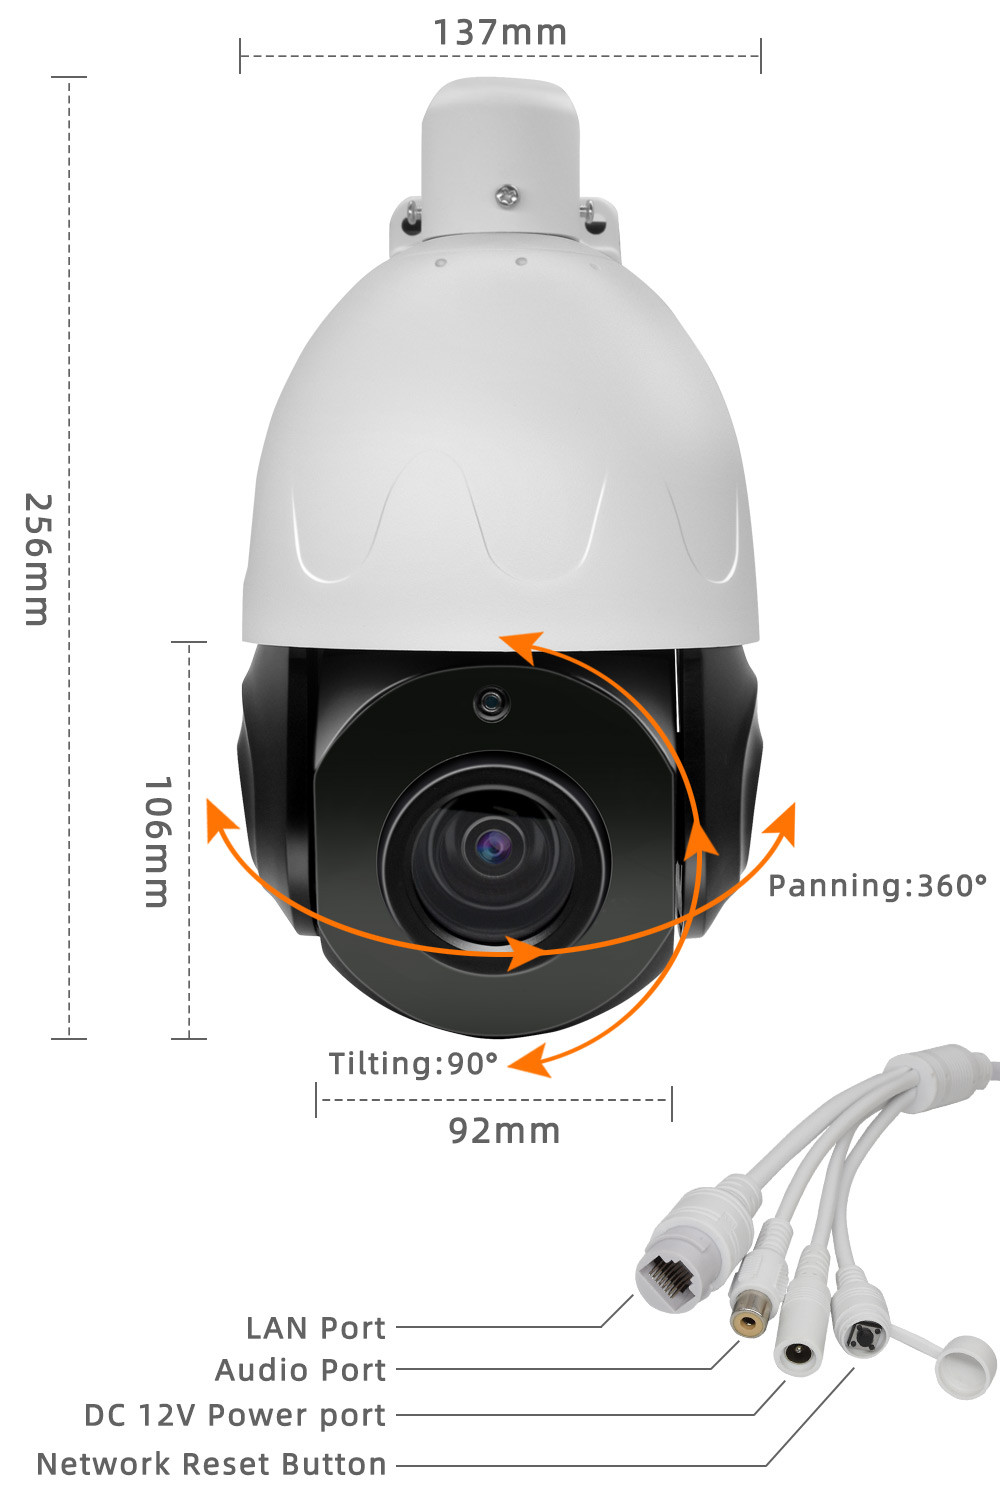 137mm
256mm
106mm
Panning:360°
Tilting:90°
92mm
LAN Port
Audio Port
DC 12V Power port
Network Reset Button